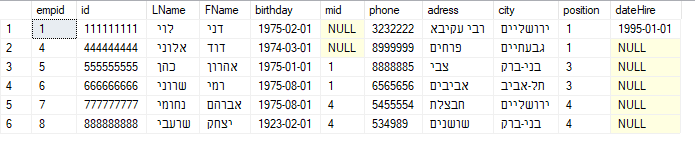 empid id LName FName birthday mid phone adress city position dateHire
1 1 111111111 לוי דני 1975-02-01 NULL 3232222 רבי עקיבא ירושליים 1 1995-01-01
2 4 444444444 אלוני דוד 1974-03-01 NULL 8999999 פרחים גבעתיים 1 NULL
3 5 555555555 כהן אהרון 1975-01-01 1 8888885 צבי בני-ברק 3 NULL
4 6 666666666 שרוני רמי 1975-08-01 1 6565656 אביבים תל-אביב 3 NULL
5 7 777777777 נחומי אברהם 1975-08-01 4 5455554 חבצלת ירושליים 4 NULL
6 8 888888888 שרעבי יצחק 1923-02-01 4 534989 שושנים בני-ברק 4 NULL